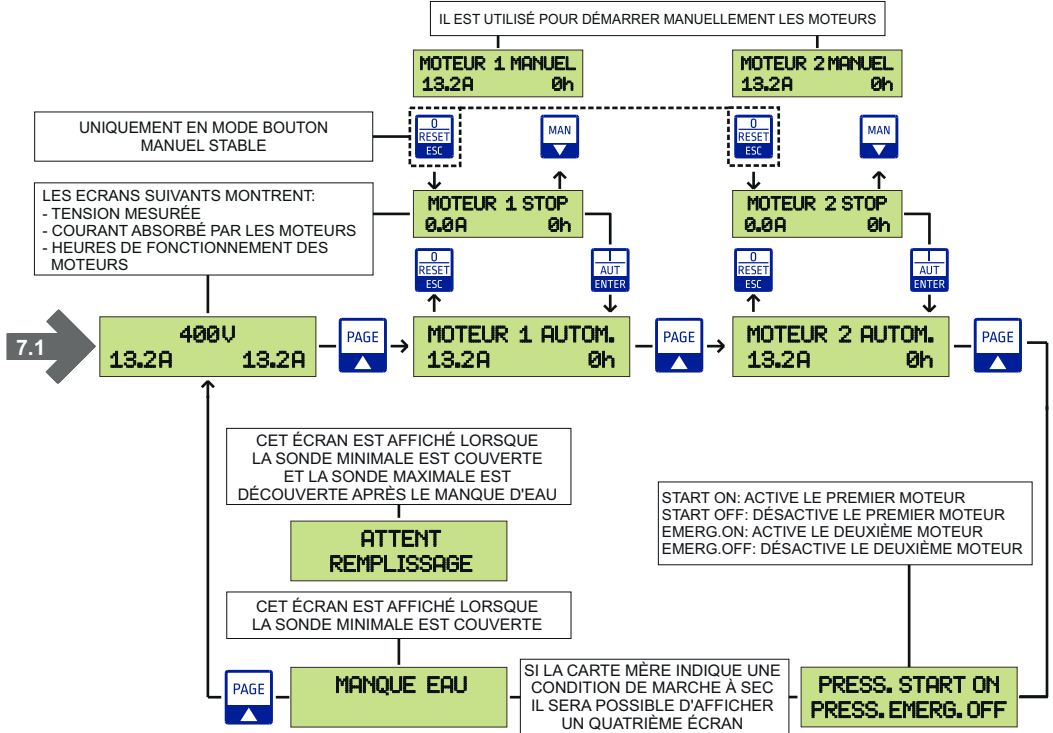 IL EST UTILISÉ POUR DÉMARRER MANUELLEMENT LES MOTEURS
MOTEUR 1 MANUEL
13.2A 0h
MOTEUR 2 MANUEL
13.2A 0h
UNIQUEMENT EN MODE BOUTON
MANUEL STABLE
0
RESET
ESC
MAN
0
RESET
ESC
MAN
LES ECRANS SUIVANTS MONTRENT:
- TENSION MESURÉE
- COURANT ABSORBÉ PAR LES MOTEURS
- HEURES DE FONCTIONNEMENT DES
MOTEURS
MOTEUR 1 STOP
0.0A 0h
MOTEUR 2 STOP
0.0A 0h
0
RESET
ESC
I
AUT
ENTER
0
RESET
ESC
I
AUT
ENTER
7.1
400V
13.2A 13.2A
PAGE
MOTEUR 1 AUTOM.
13.2A 0h
PAGE
MOTEUR 2 AUTOM.
13.2A 0h
PAGE
CET ÉCRAN EST AFFICHÉ LORSQUE
LA SONDE MINIMALE EST COUVERTE
ET LA SONDE MAXIMALE EST
DÉCOUVERTE APRÈS LE MANQUE D'EAU
ATTENT
REMPLISSAGE
START ON: ACTIVE LE PREMIER MOTEUR
START OFF: DÉSACTIVE LE PREMIER MOTEUR
EMERG.ON: ACTIVE LE DEUXIÈME MOTEUR
EMERG.OFF: DÉSACTIVE LE DEUXIÈME MOTEUR
CET ÉCRAN EST AFFICHÉ LORSQUE
LA SONDE MINIMALE EST COUVERTE
PAGE
MANQUE EAU
SI LA CARTE MÈRE INDIQUE UNE
CONDITION DE MARCHE À SEC
IL SERA POSSIBLE D'AFFICHER
UN QUATRIÈME ÉCRAN
PRESS. START ON
PRESS. EMERG. OFF